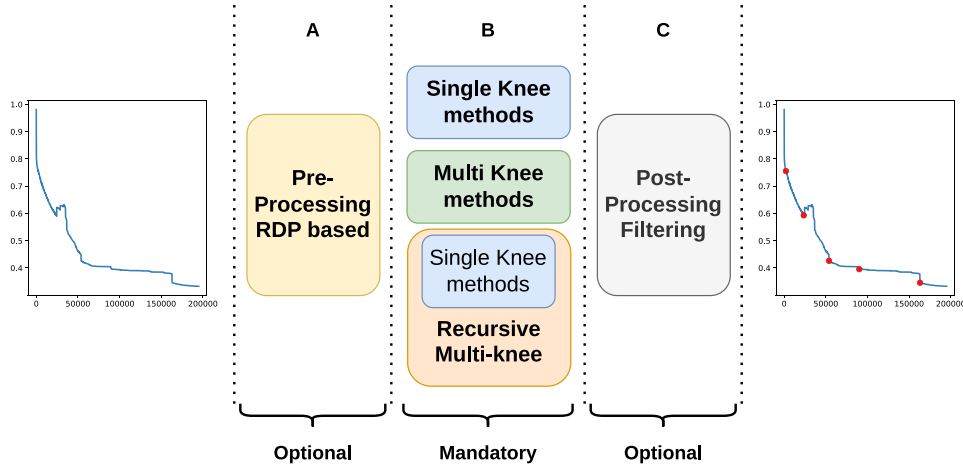 A
B
C
1.0
0.9
0.8
0.7
0.6
0.5
0.4
0
50000
100000
150000
200000
Pre-
Processing
RDP based
Single Knee
methods
Multi Knee
methods
Single Knee
methods
Recursive
Multi-knee
Post-
Processing
Filtering
1.0
0.9
0.8
0.7
0.6
0.5
0.4
0
50000
100000
150000
Optional
Mandatory
Optional